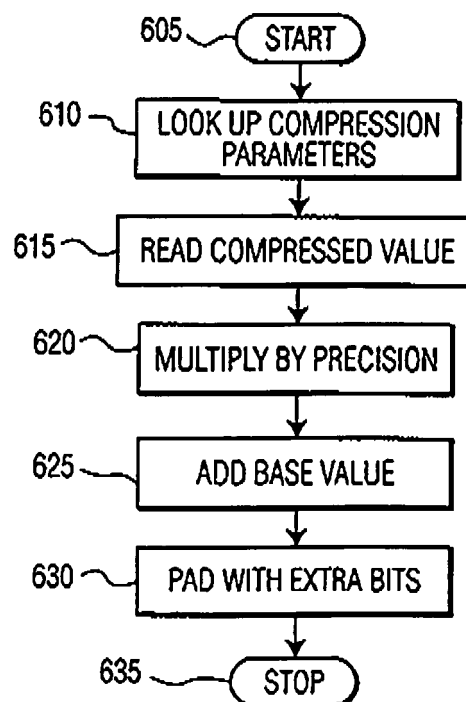 605 START
610 LOOK UP COMPRESSION
PARAMETERS
615 READ COMPRESSED VALUE
620 MULTIPLY BY PRECISION
625 ADD BASE VALUE
630 PAD WITH EXTRA BITS
635 STOP